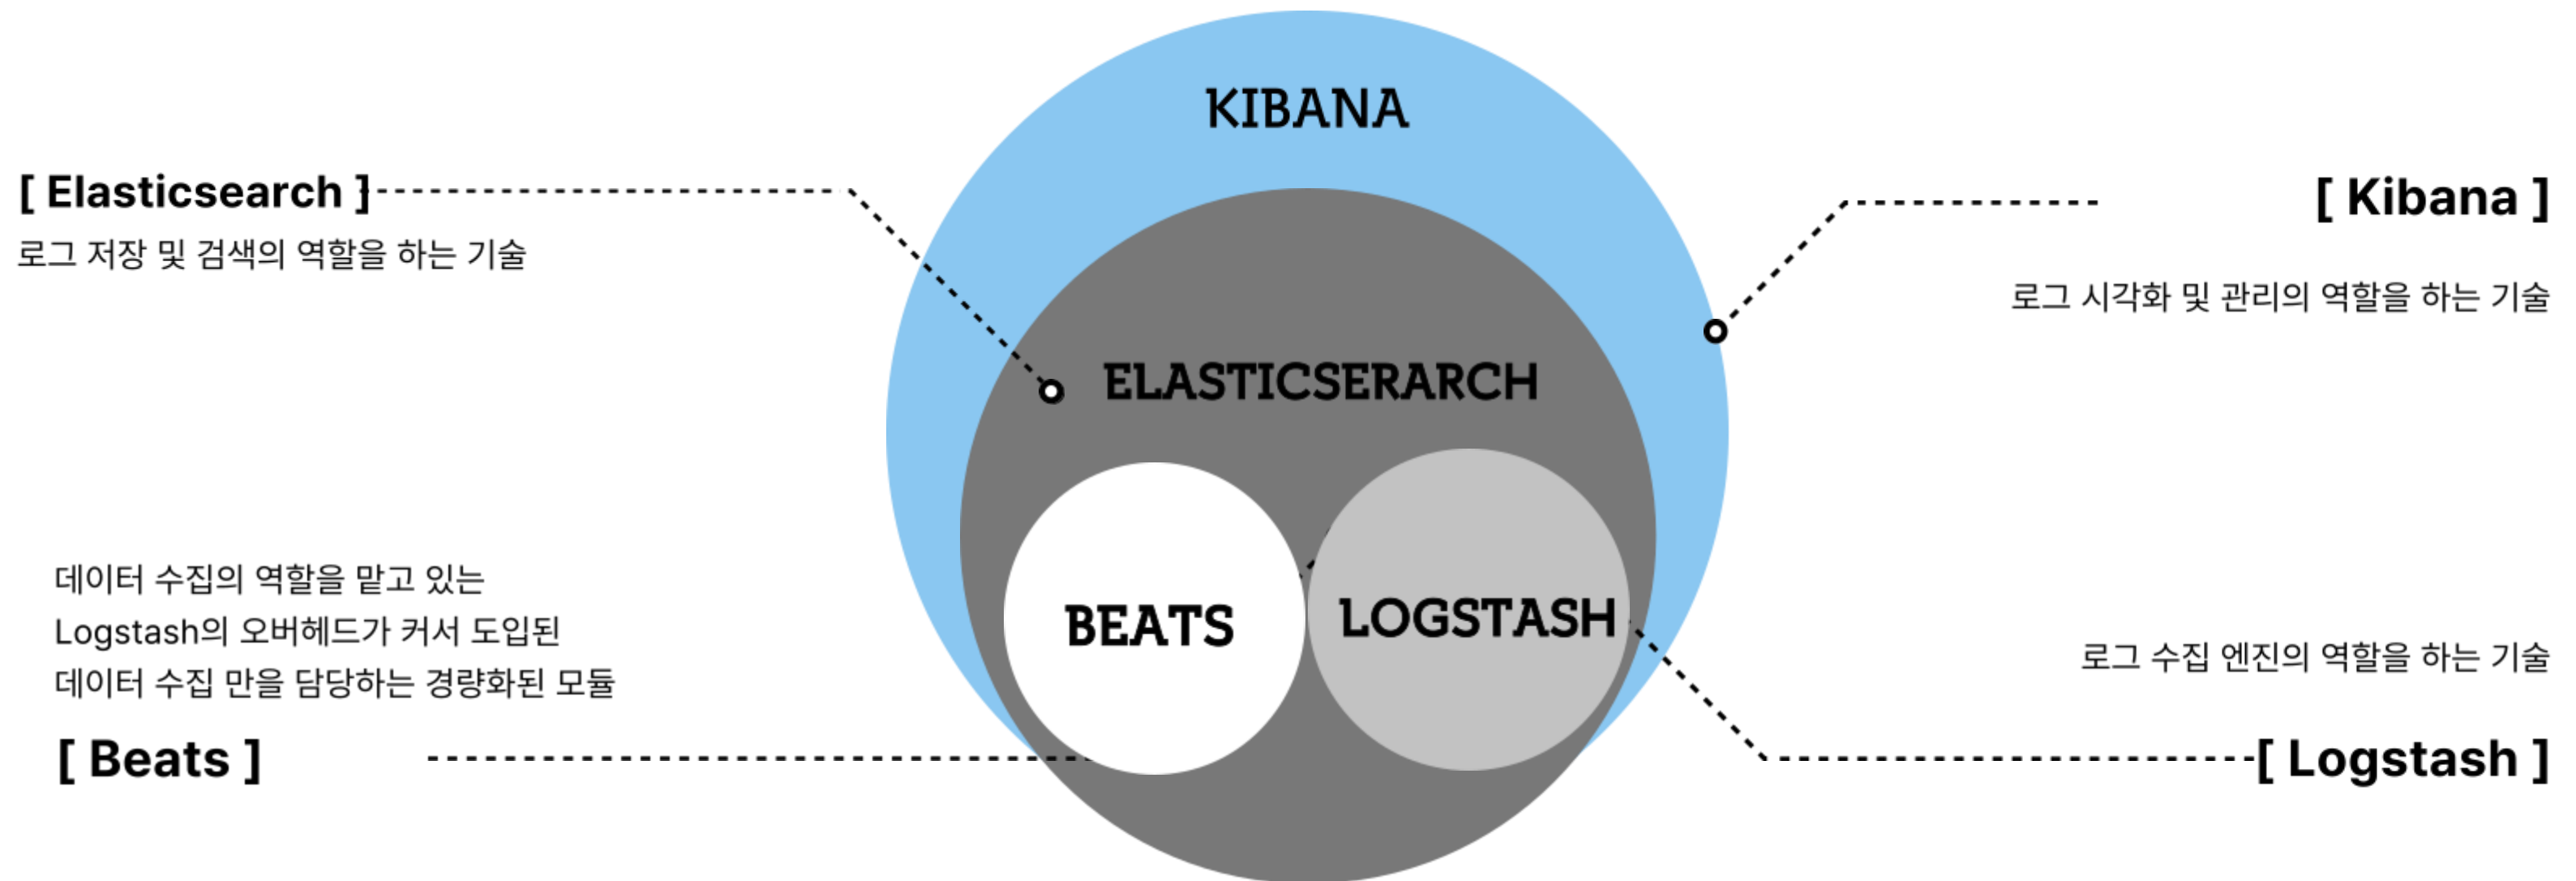 KIBANA
[ Elasticsearch ]
로그 저장 및 검색의 역할을 하는 기술
[ Kibana ]
로그 시각화 및 관리의 역할을 하는 기술
ELASTICSERARCH
데이터 수집의 역할을 맡고 있는
Logstash의 오버헤드가 커서 도입된
데이터 수집 만을 담당하는 경량화된 모듈
[ Beats ]
BEATS
LOGSTASH
로그 수집 엔진의 역할을 하는 기술
[ Logstash ]